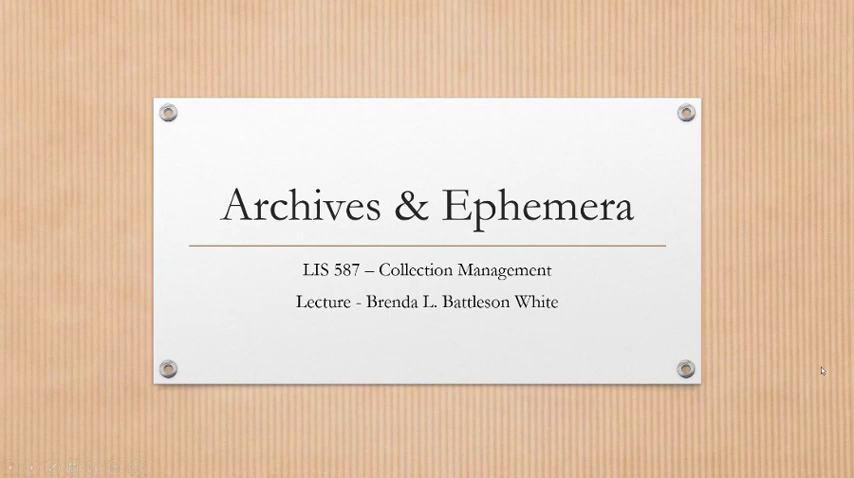 Archives & Ephemera
LIS 587 – Collection Management
Lecture - Brenda L. Battleson White